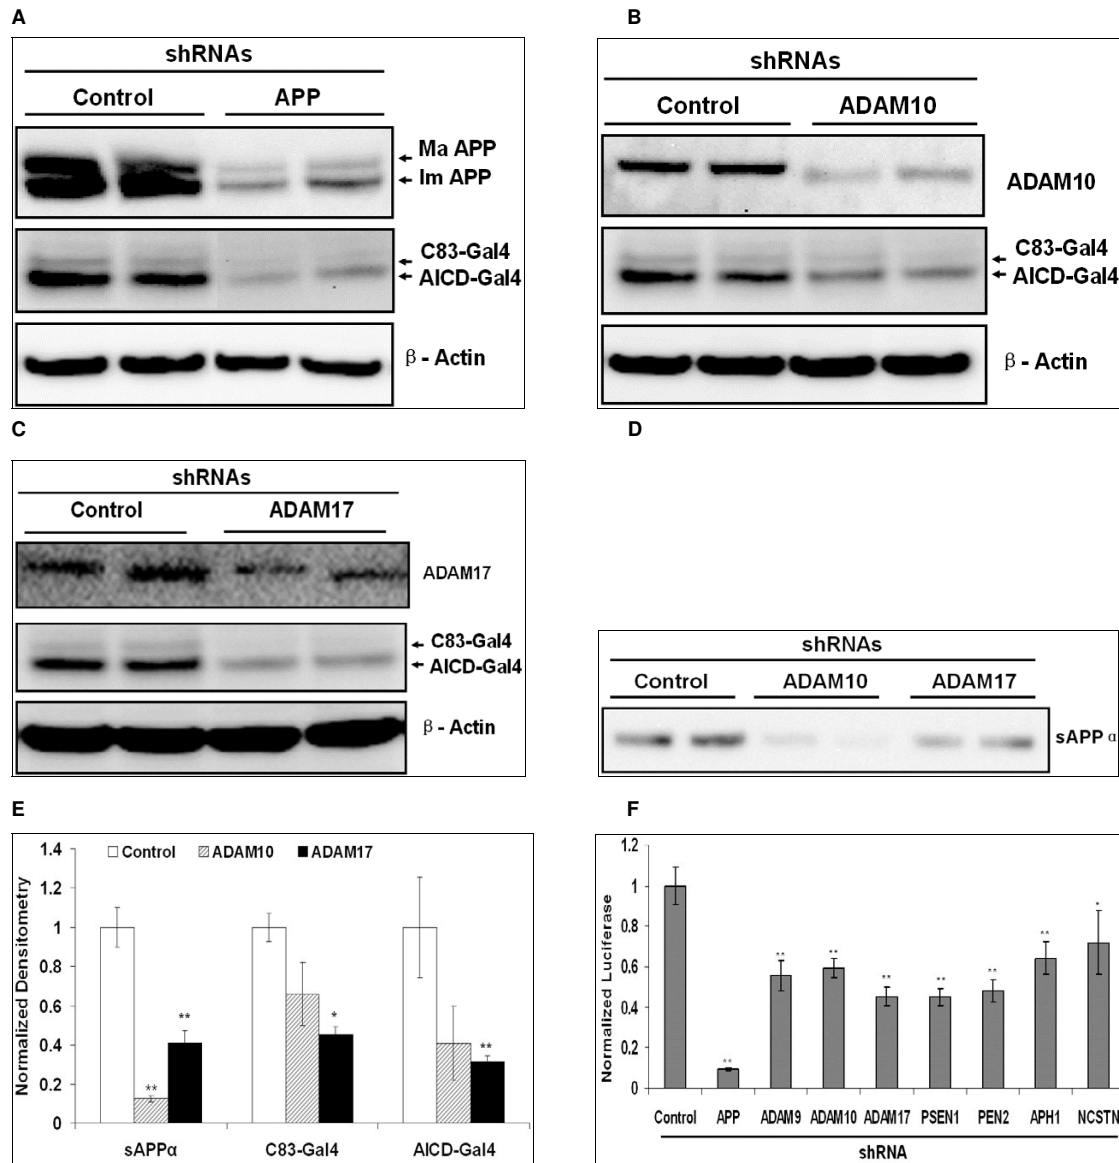 A
shRNAs
Control APP
Ma APP
Im APP
C83-Gal4
AICD-Gal4
β - Actin
B
shRNAs
Control ADAM10
ADAM10
C83-Gal4
AICD-Gal4
β - Actin
C
shRNAs
Control ADAM17
ADAM17
C83-Gal4
AICD-Gal4
β - Actin
D
shRNAs
Control ADAM10 ADAM17
sAPP α
E
Normalized Densitometry
1.4
1.2
1
0.8
0.6
0.4
0.2
0
Control ADAM10 ADAM17
**
**
*
**
sAPPα C83-Gal4 AICD-Gal4
F
Normalized Luciferase
1.2
1
0.8
0.6
0.4
0.2
0
**
**
**
**
**
**
**
*
Control APP ADAM9 ADAM10 ADAM17 PSEN1 PEN2 APH1 NCSTN
shRNA